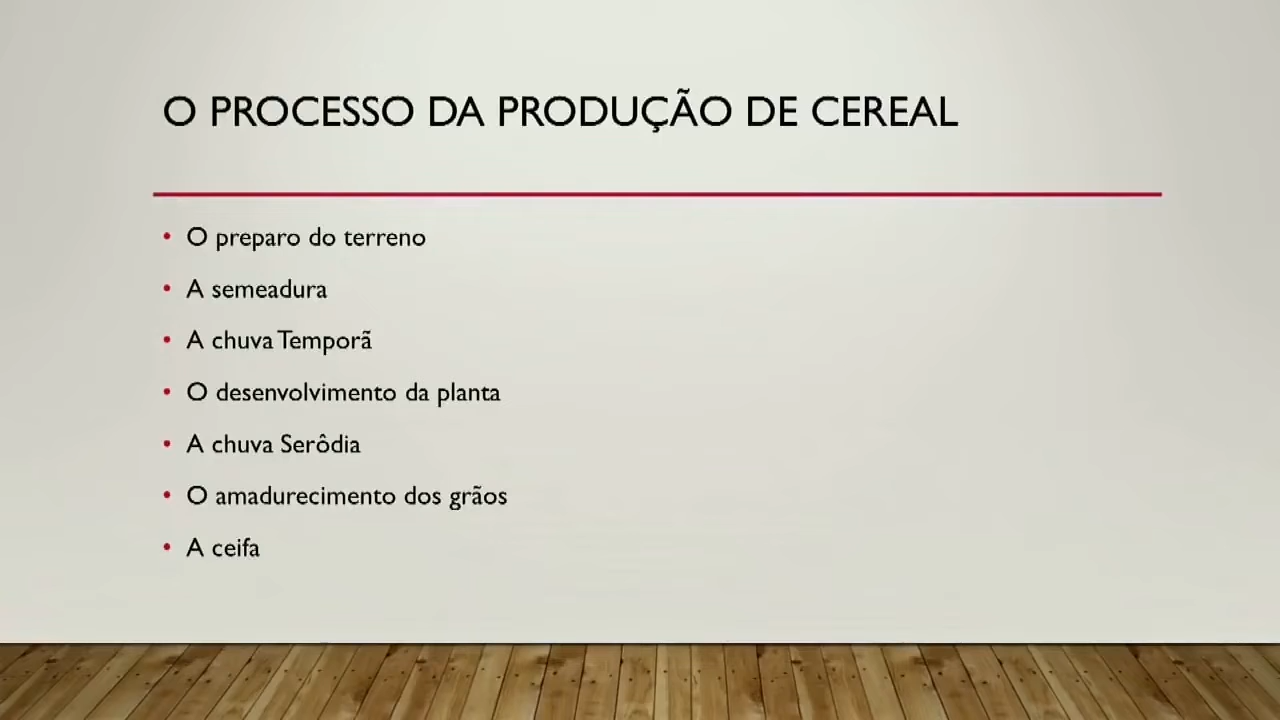 O PROCESSO DA PRODUÇÃO DE CEREAL
• O preparo do terreno
• A semeadura
• A chuva Temporã
• O desenvolvimento da planta
• A chuva Serôdia
• O amadurecimento dos grãos
• A ceifa